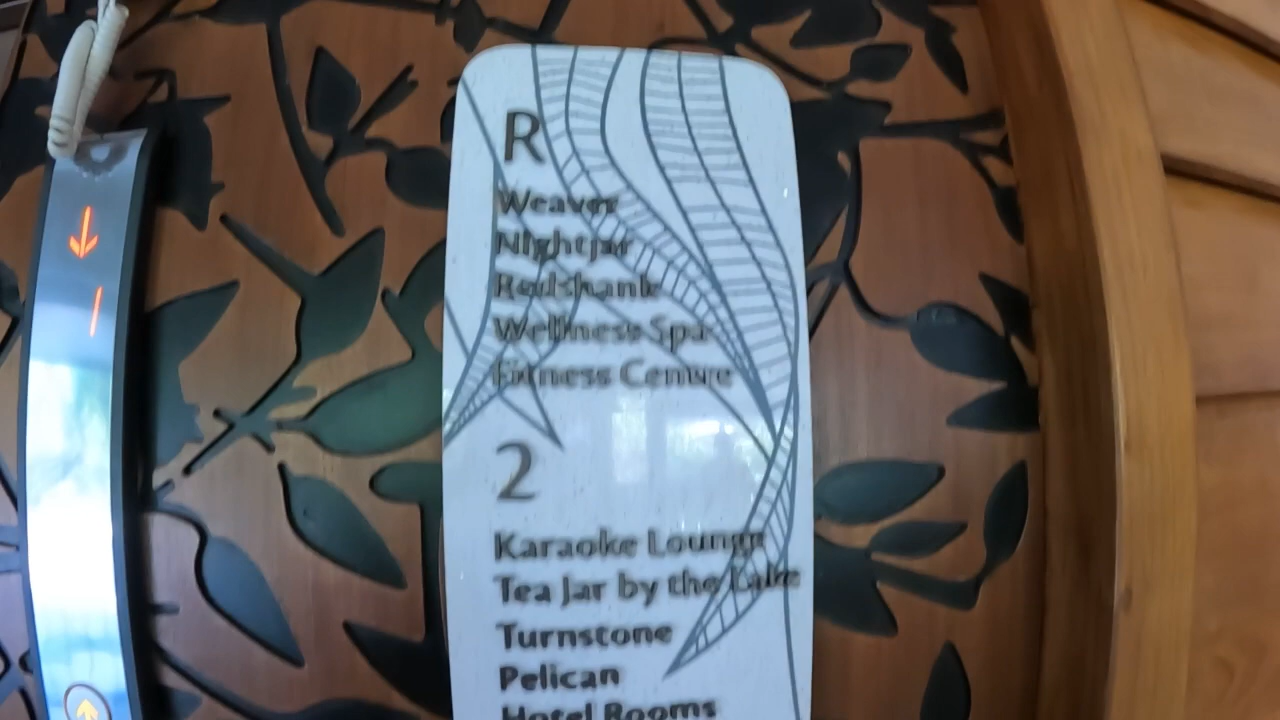 R
Weaver
Nightjar
Redshank
Wellness Spa
Fitness Centre
2
Karaoke Lounge
Tea Jar by the Lake
Turnstone
Pelican
Hotel Rooms